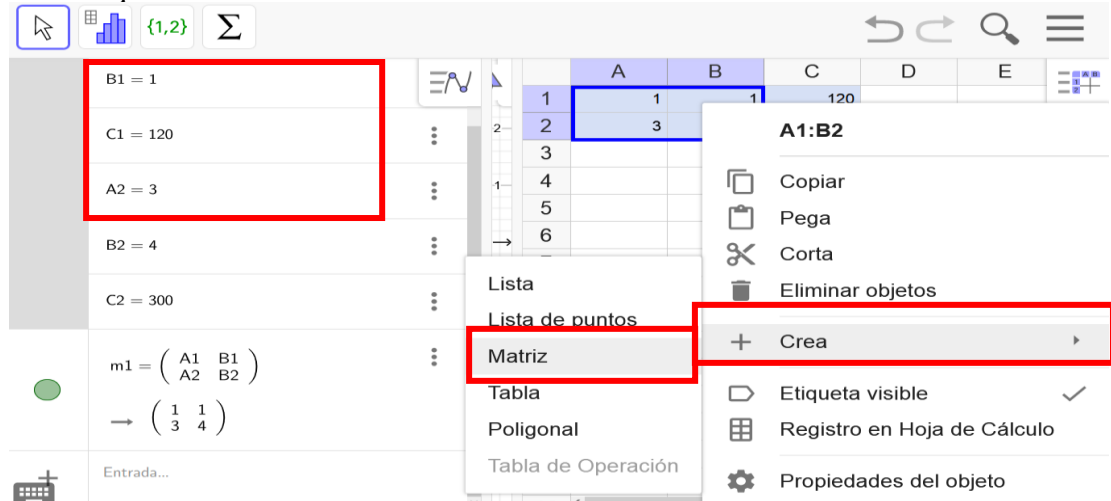 {1,2} Σ
B1 = 1
C1 = 120
A2 = 3
B2 = 4
C2 = 300
m1 = ( A1 B1
A2 B2 )
→ ( 1 1
3 4 )
Entrada...
2
1
A B C D E
1 1 1 120
2 3
3
4
5
6
Lista
Lista de puntos
Matriz
Tabla
Poligonal
Tabla de Operación
A1:B2
Copiar
Pega
Corta
Eliminar objetos
Crea
Etiqueta visible
Registro en Hoja de Cálculo
Propiedades del objeto